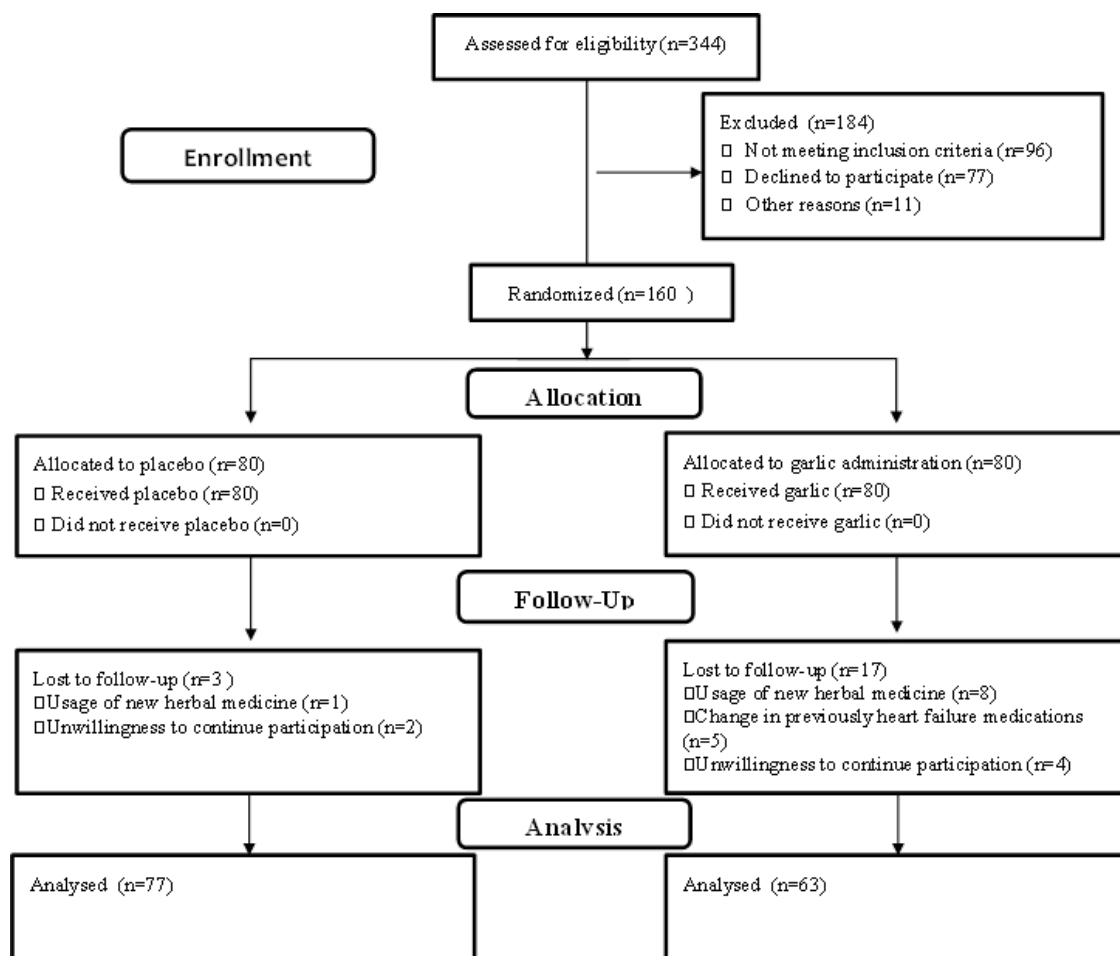 Assessed for eligibility (n=344)
Enrollment
Excluded (n=184)
▯ Not meeting inclusion criteria (n=96)
▯ Declined to participate (n=77)
▯ Other reasons (n=11)
Randomized (n=160 )
Allocation
Allocated to placebo (n=80)
▯ Received placebo (n=80)
▯ Did not receive placebo (n=0)
Allocated to garlic administration (n=80)
▯ Received garlic (n=80)
▯ Did not receive garlic (n=0)
Follow-Up
Lost to follow-up (n=3 )
▯Usage of new herbal medicine (n=1)
▯Unwillingness to continue participation (n=2)
Lost to follow-up (n=17)
▯Usage of new herbal medicine (n=8)
▯Change in previously heart failure medications
(n=5)
▯Unwillingness to continue participation (n=4)
Analysis
Analysed (n=77)
Analysed (n=63)